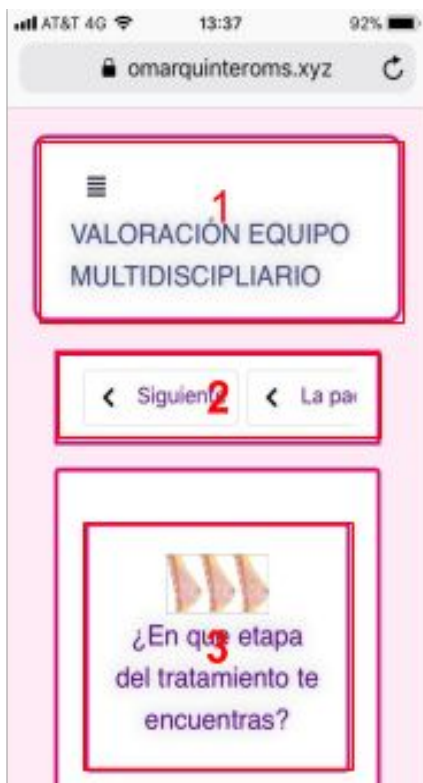 AT&T 4G 13:37 92%
omarquinteroms.xyz
1
VALORACIÓN EQUIPO
MULTIDISCIPLIARIO
Siguiente La
2
¿En que etapa
3
del tratamiento te
encuentras?